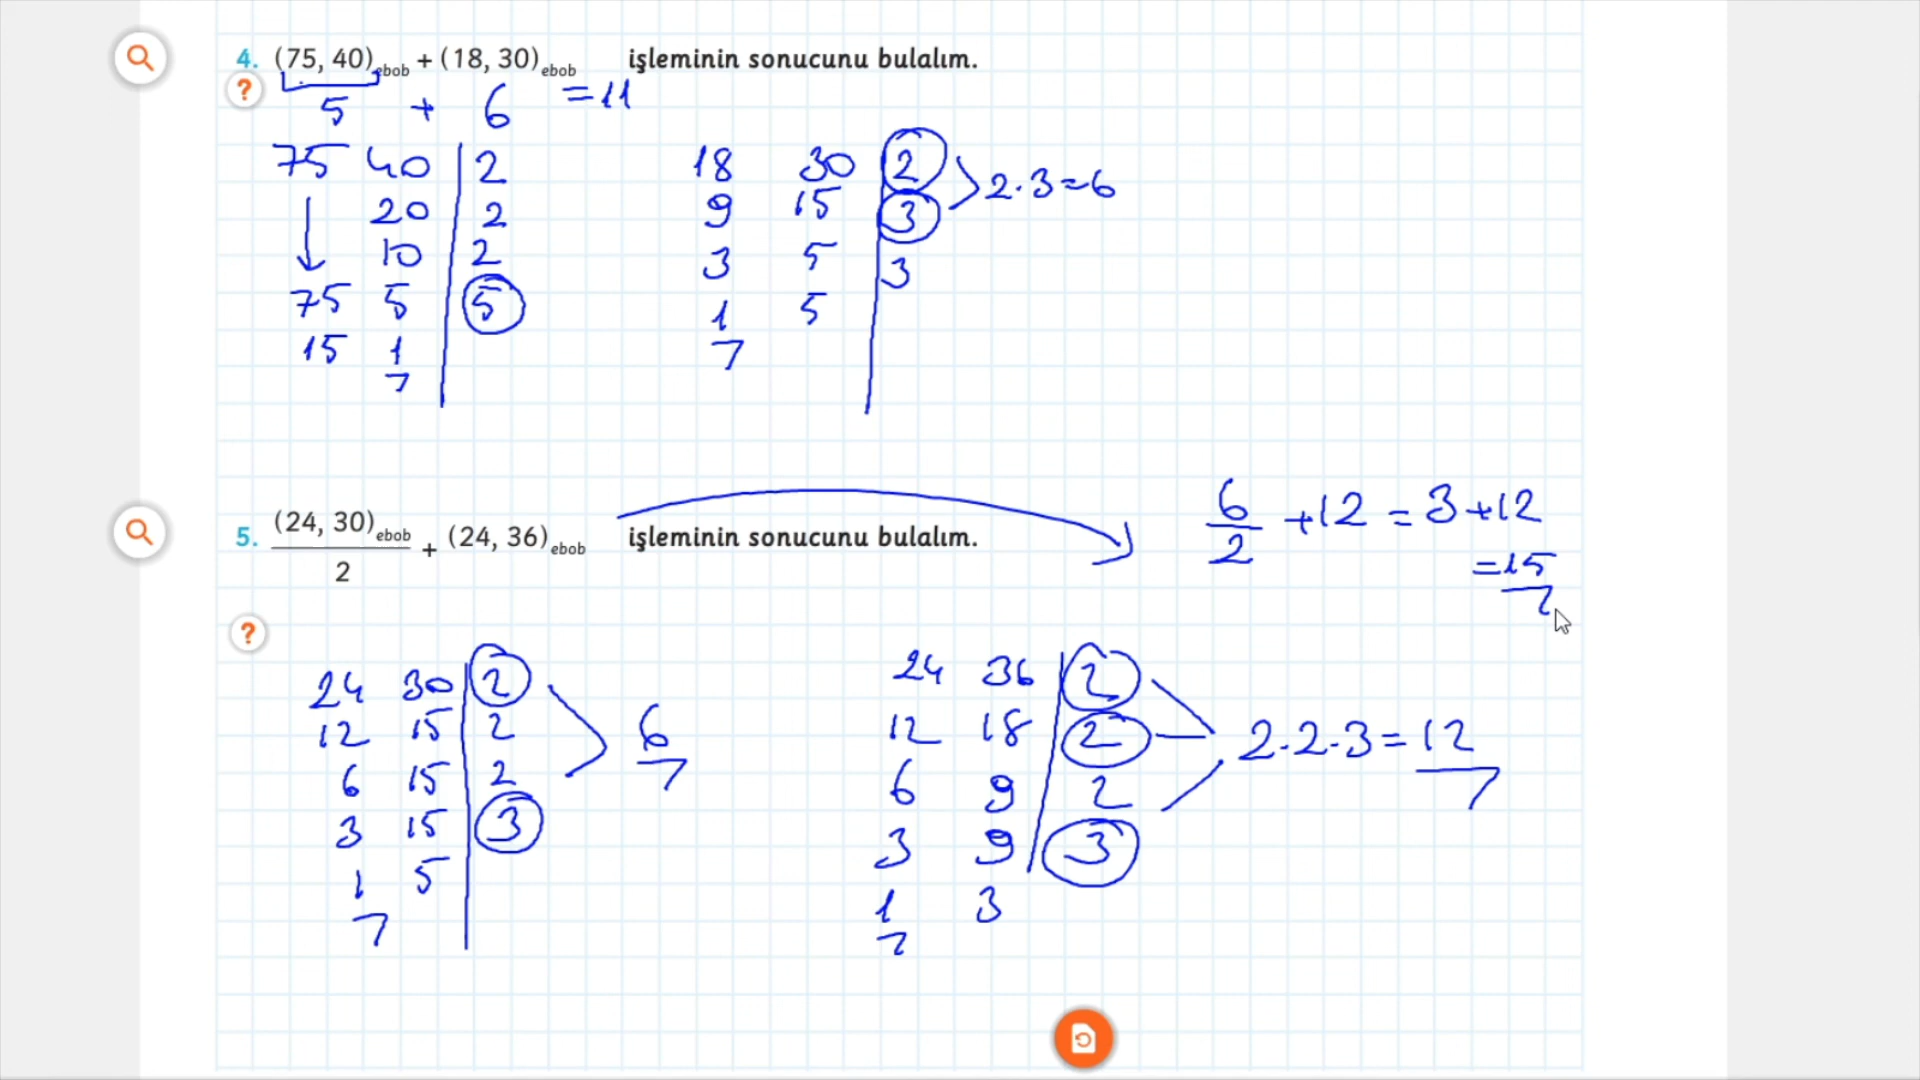 4. (75, 40)ebob + (18, 30)ebob işleminin sonucunu bulalım.
?
5 + 6 = 11
75 40 2
20 2
10 2
75 5 5
15 1
18 30 2
9 15 3
3 5 3
1 5
2·3=6
5. (24, 30)ebob / 2 + (24, 36)ebob işleminin sonucunu bulalım.
6/2 + 12 = 3+12
= 15
?
24 30 2
12 15 2
6 15 2
3 15 3
1 5
6
24 36 2
12 18 2
6 9 2
3 9 3
1 3
2·2·3=12